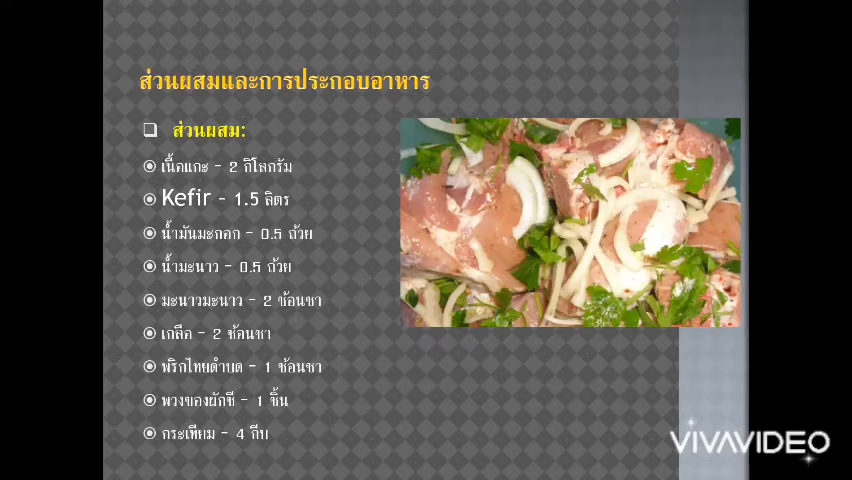 ส่วนผสมและการประกอบอาหาร
ส่วนผสม:
เนื้อแกะ - 2 กิโลกรัม
Kefir - 1.5 ลิตร
น้ำมันมะกอก - 0.5 ถ้วย
น้ำมะนาว - 0.5 ถ้วย
มะนาวมะนาว - 2 ช้อนชา
เกลือ - 2 ช้อนชา
พริกไทยดำบด - 1 ช้อนชา
พวงของผักชี - 1 ชิ้น
กระเทียม - 4 กีบ
VIVAVIDEO